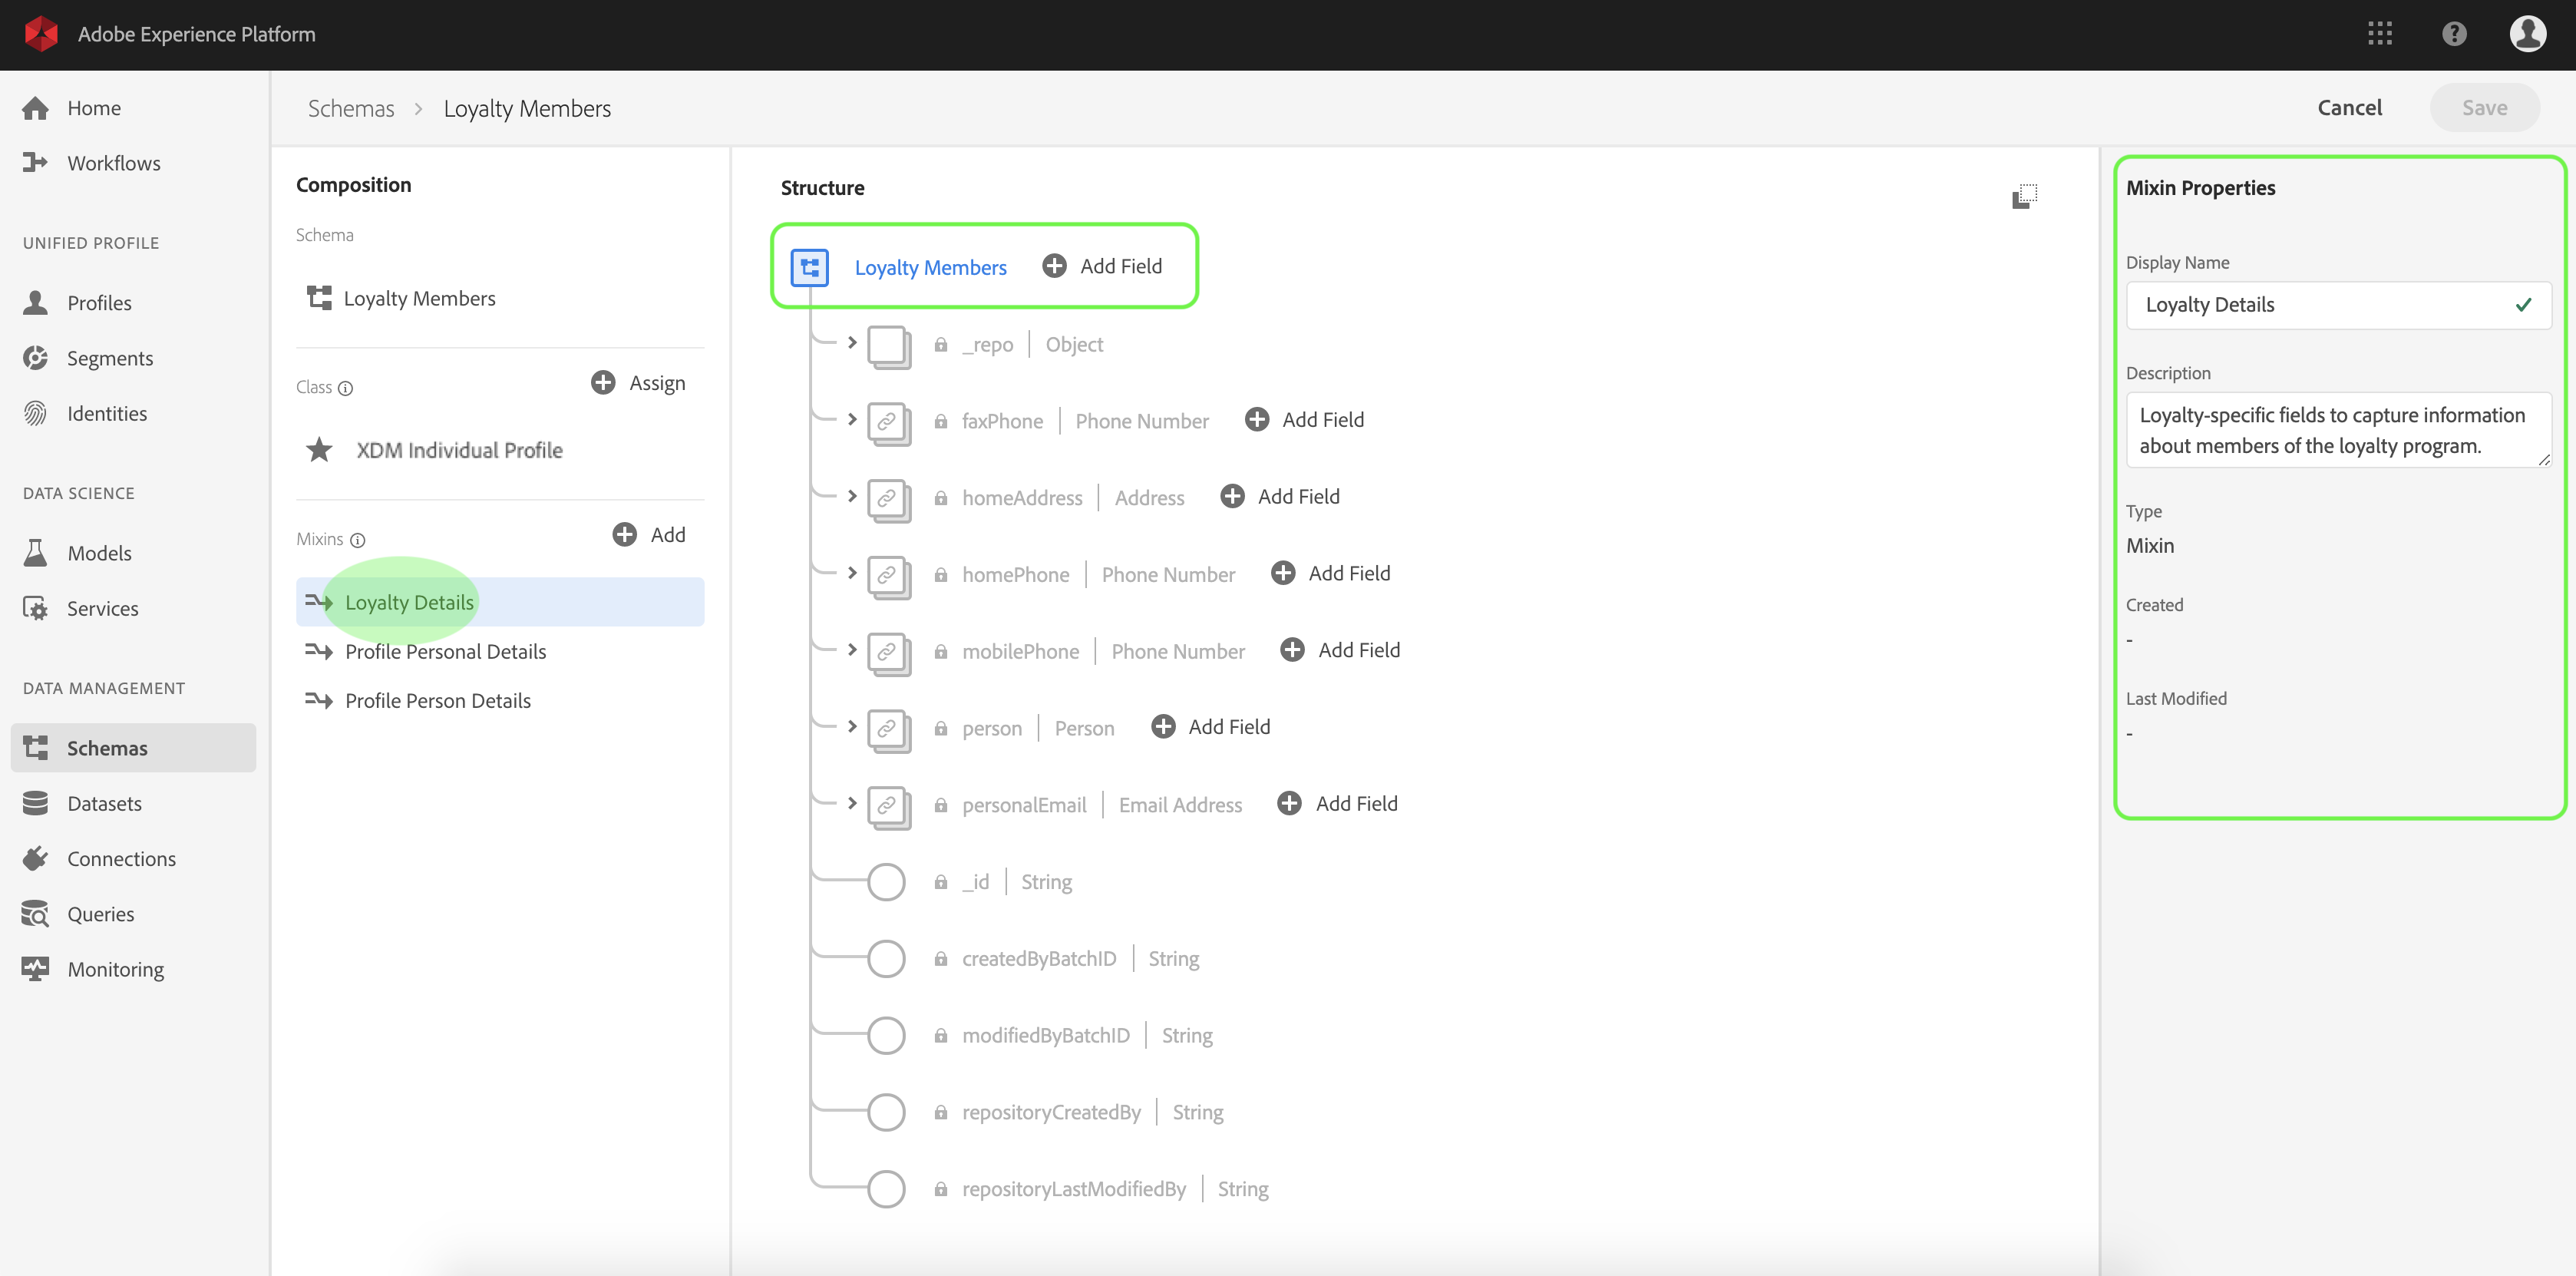 Adobe Experience Platform
Home
Workflows
UNIFIED PROFILE
Profiles
Segments
Identities
DATA SCIENCE
Models
Services
DATA MANAGEMENT
Schemas
Datasets
Connections
Queries
Monitoring
Schemas > Loyalty Members
Cancel
Save
Composition
Schema
Loyalty Members
Class
Assign
XDM Individual Profile
Mixins
Add
Loyalty Details
Profile Personal Details
Profile Person Details
Structure
Loyalty Members Add Field
_repo | Object
faxPhone | Phone Number Add Field
homeAddress | Address Add Field
homePhone | Phone Number Add Field
mobilePhone | Phone Number Add Field
person | Person Add Field
personalEmail | Email Address Add Field
_id | String
createdByBatchID | String
modifiedByBatchID | String
repositoryCreatedBy | String
repositoryLastModifiedBy | String
Mixin Properties
Display Name
Loyalty Details
Description
Loyalty-specific fields to capture information
about members of the loyalty program.
Type
Mixin
Created
-
Last Modified
-